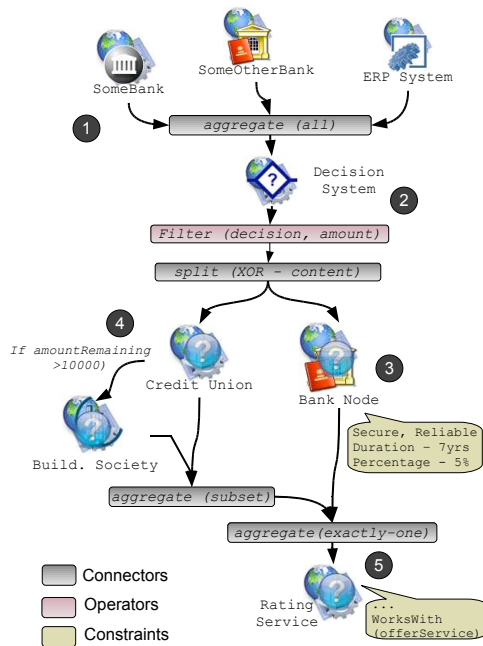 SomeBank
SomeOtherBank
ERP System
1
aggregate (all)
?
Decision
System
2
Filter (decision, amount)
split (XOR - content)
4
If amountRemaining
>10000)
?
Credit Union
?
Bank Node
3
?
Build. Society
Secure, Reliable
Duration - 7yrs
Percentage - 5%
aggregate (subset)
aggregate(exactly-one)
5
?
Rating
Service
...
WorksWith
(offerService)
Connectors
Operators
Constraints